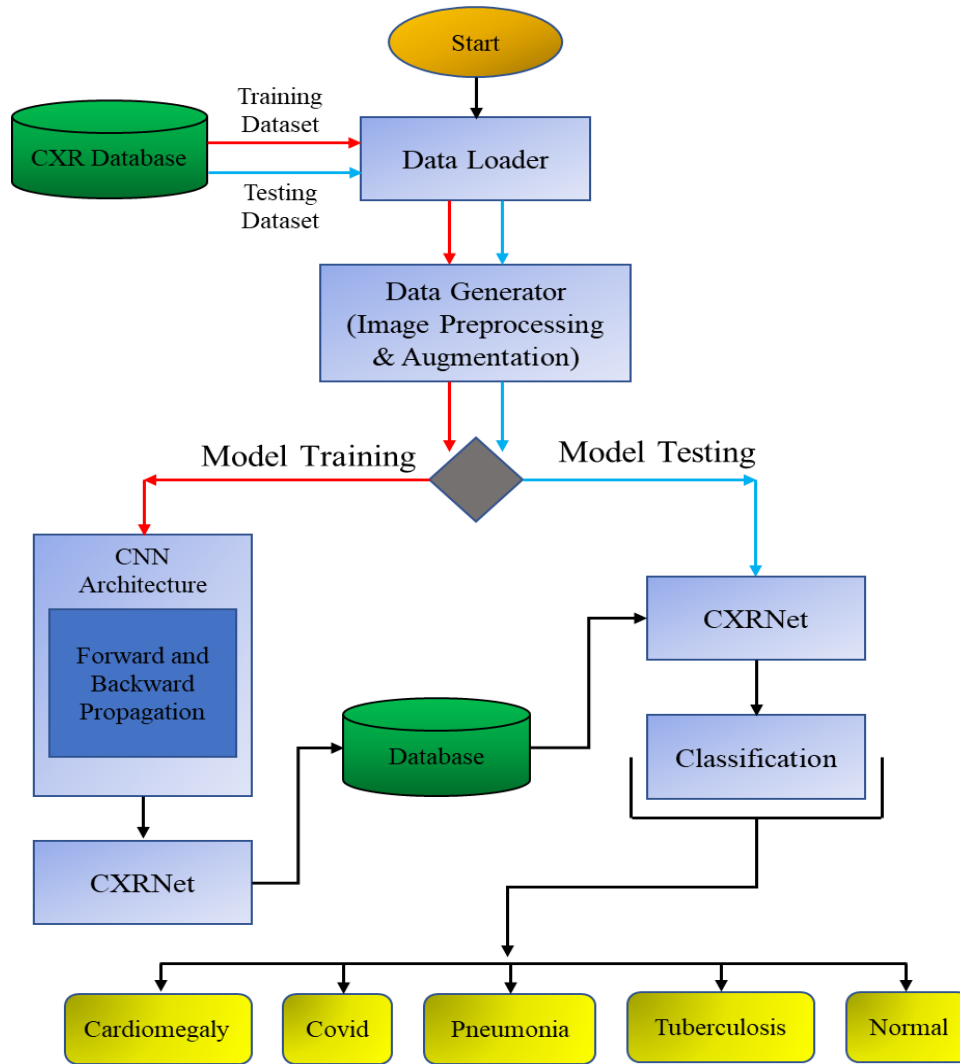 Start
Training
Dataset
CXR Database
Data Loader
Testing
Dataset
Data Generator
(Image Preprocessing
& Augmentation)
Model Training
Model Testing
CNN
Architecture
Forward and
Backward
Propagation
CXRNet
Database
CXRNet
Classification
Cardiomegaly
Covid
Pneumonia
Tuberculosis
Normal